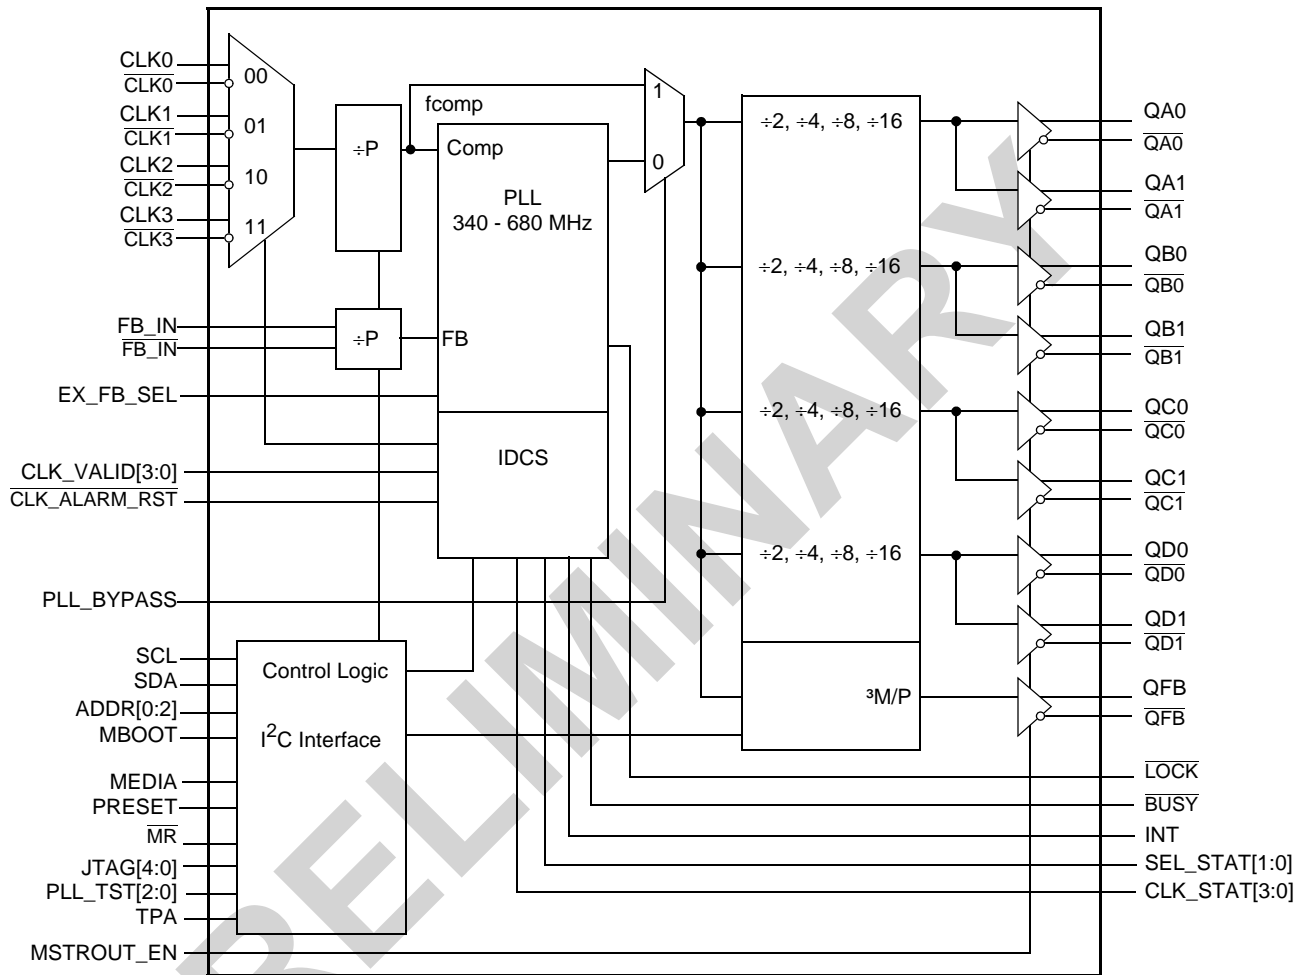 CLK0
CLK0
CLK1
CLK1
CLK2
CLK2
CLK3
CLK3
00
01
10
11
FB_IN
FB_IN
EX_FB_SEL
CLK_VALID[3:0]
CLK_ALARM_RST
PLL_BYPASS
SCL
SDA
ADDR[0:2]
MBOOT
MEDIA
PRESET
MR
JTAG[4:0]
PLL_TST[2:0]
TPA
MSTROUT_EN
÷P
÷P
fcomp
Comp
PLL
340 - 680 MHz
FB
IDCS
Control Logic
I2C Interface
1
0
÷2, ÷4, ÷8, ÷16
÷2, ÷4, ÷8, ÷16
÷2, ÷4, ÷8, ÷16
÷2, ÷4, ÷8, ÷16
³M/P
QA0
QA0
QA1
QA1
QB0
QB0
QB1
QB1
QC0
QC0
QC1
QC1
QD0
QD0
QD1
QD1
QFB
QFB
LOCK
BUSY
INT
SEL_STAT[1:0]
CLK_STAT[3:0]
RELIMINARY